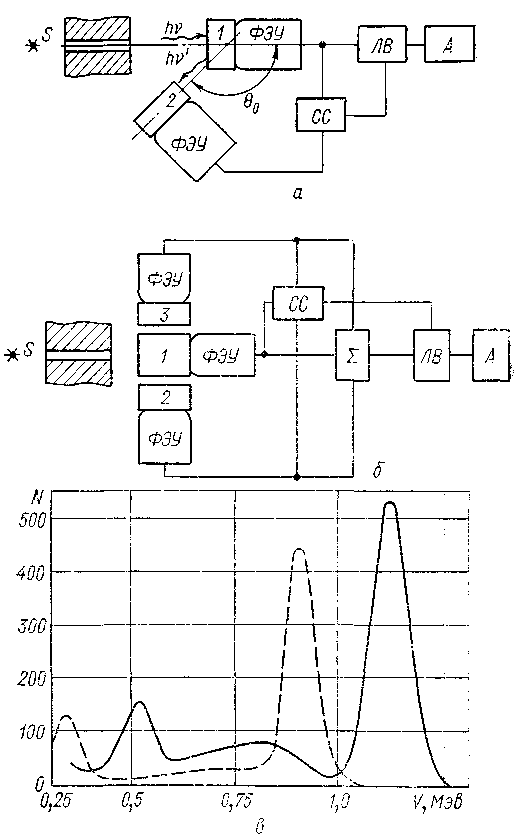 S hν 1 ФЭУ ЛВ А
hν'
2 θ₀
ФЭУ СС
а
ФЭУ
3 СС
S 1 ФЭУ Σ ЛВ А
2
ФЭУ
б
N
500
400
300
200
100
0
0,25 0,5 0,75 1,0 V, МэВ
в